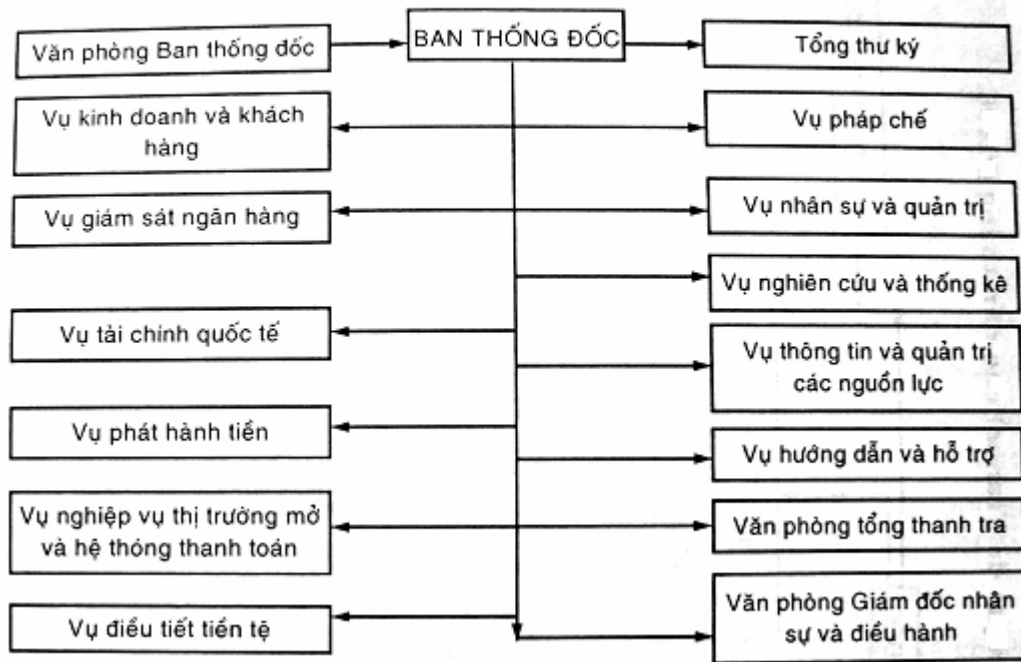 Văn phòng Ban thống đốc
BAN THỐNG ĐỐC
Tổng thư ký
Vụ kinh doanh và khách
hàng
Vụ pháp chế
Vụ giám sát ngăn hàng
Vụ nhân sự và quản trị
Vụ nghiên cứu và thống kê
Vụ tài chính quốc tế
Vụ thông tin và quản trị
các nguồn lực
Vụ phát hành tiền
Vụ hướng dẫn và hỗ trợ
Vụ nghiệp vụ thị trường mở
và hệ thóng thanh toán
Văn phòng tổng thanh tra
Vụ điều tiết tiền tệ
Văn phòng Giám đốc nhân
sự và điều hành